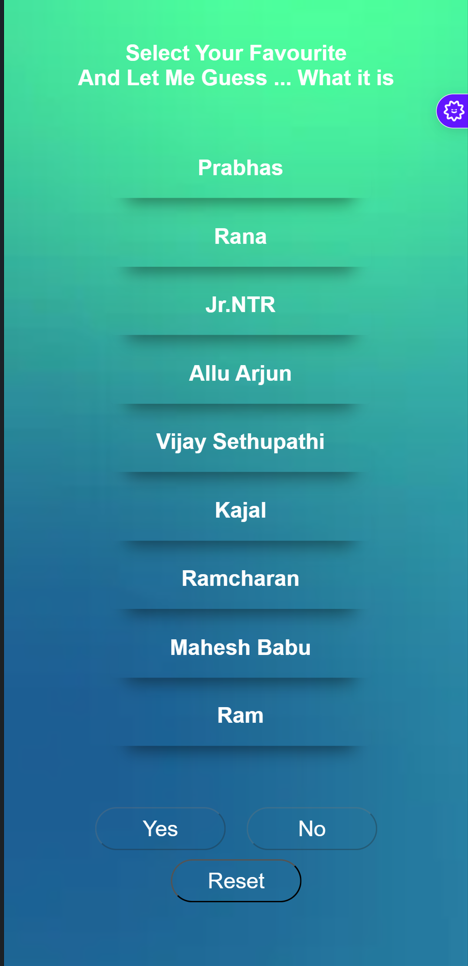 Select Your Favourite
And Let Me Guess ... What it is
Prabhas
Rana
Jr.NTR
Allu Arjun
Vijay Sethupathi
Kajal
Ramcharan
Mahesh Babu
Ram
Yes
No
Reset